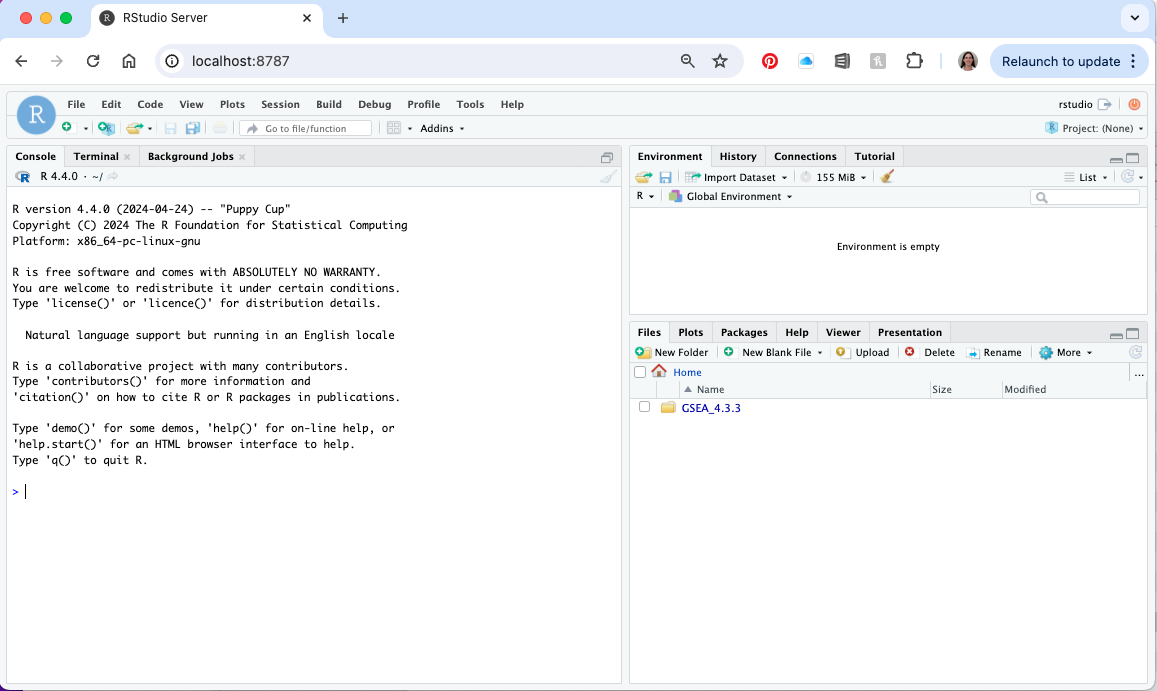 RStudio Server
localhost:8787
Relaunch to update
R
File Edit Code View Plots Session Build Debug Profile Tools Help
rstudio
Go to file/function
Addins
Project: (None)
Console Terminal Background Jobs
R 4.4.0 · ~/
R version 4.4.0 (2024-04-24) -- "Puppy Cup"
Copyright (C) 2024 The R Foundation for Statistical Computing
Platform: x86_64-pc-linux-gnu
R is free software and comes with ABSOLUTELY NO WARRANTY.
You are welcome to redistribute it under certain conditions.
Type 'license()' or 'licence()' for distribution details.
Natural language support but running in an English locale
R is a collaborative project with many contributors.
Type 'contributors()' for more information and
'citation()' on how to cite R or R packages in publications.
Type 'demo()' for some demos, 'help()' for on-line help, or
'help.start()' for an HTML browser interface to help.
Type 'q()' to quit R.
>
Environment History Connections Tutorial
Import Dataset 155 MiB List
R Global Environment
Environment is empty
Files Plots Packages Help Viewer Presentation
New Folder New Blank File Upload Delete Rename More
Home ...
Name Size Modified
GSEA_4.3.3